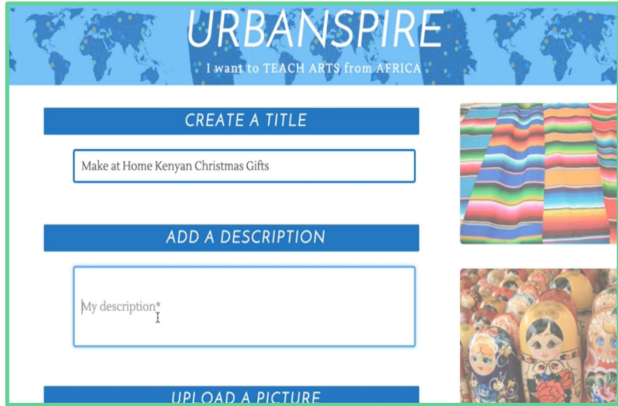 URBANSPIRE
I want to TEACH ARTS from AFRICA
CREATE A TITLE
Make at Home Kenyan Christmas Gifts
ADD A DESCRIPTION
My description*
UPLOAD A PICTURE